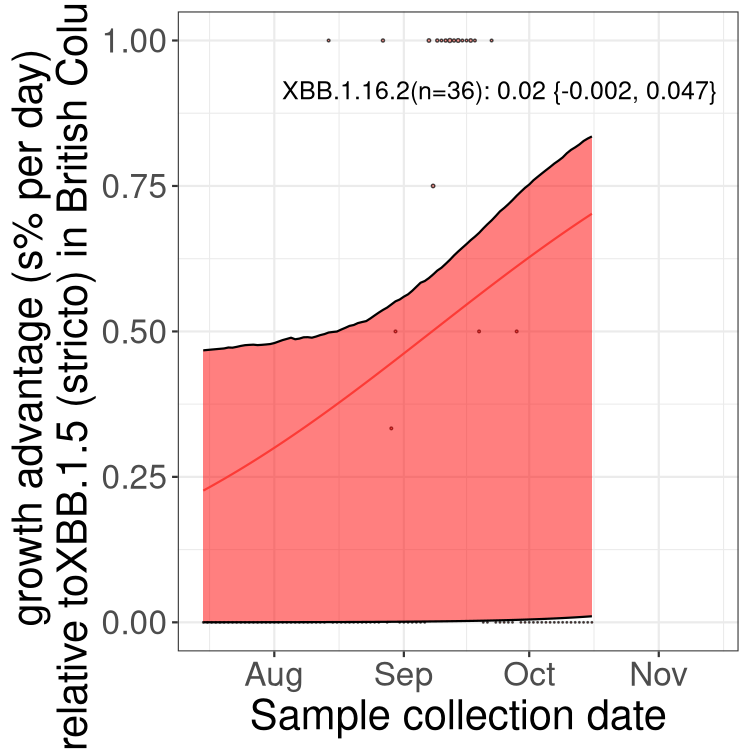 growth advantage (s% per day)
relative toXBB.1.5 (stricto) in British Colu
1.00
0.75
0.50
0.25
0.00
XBB.1.16.2(n=36): 0.02 {-0.002, 0.047}
Aug Sep Oct Nov
Sample collection date